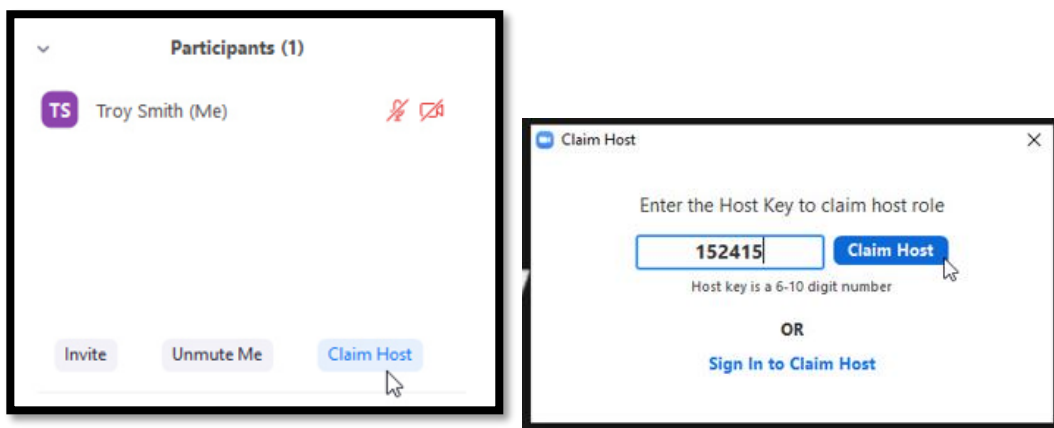 Participants (1)
TS Troy Smith (Me)
Invite Unmute Me Claim Host
Claim Host
Enter the Host Key to claim host role
152415 Claim Host
Host key is a 6-10 digit number
OR
Sign In to Claim Host